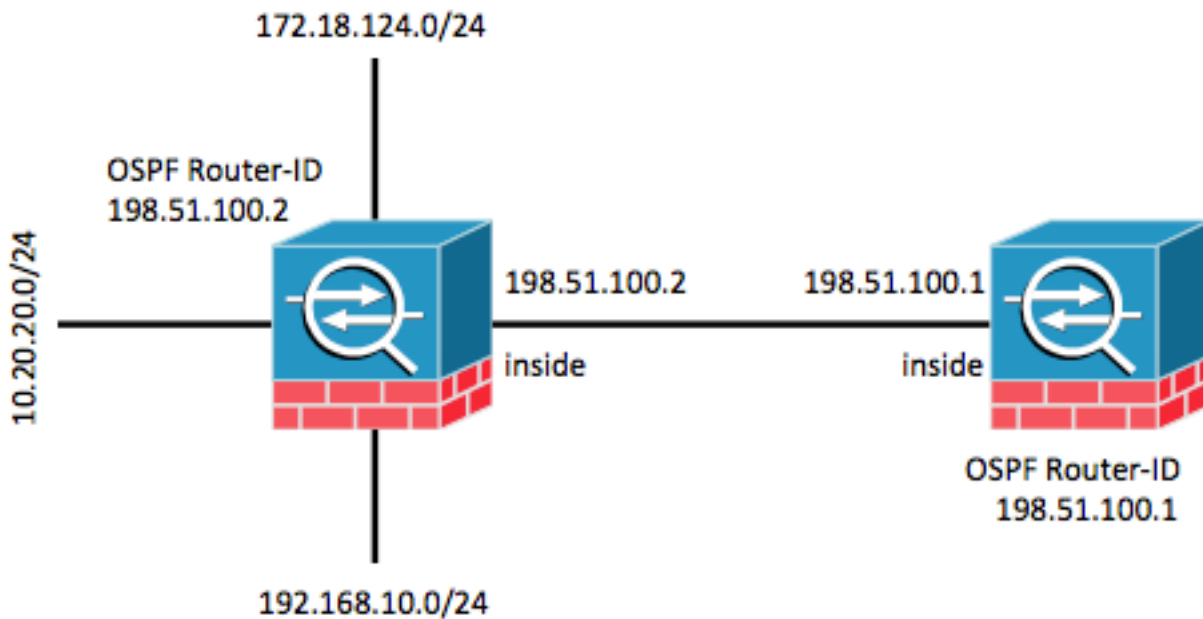 172.18.124.0/24
OSPF Router-ID
198.51.100.2
10.20.20.0/24
198.51.100.2
198.51.100.1
inside
inside
OSPF Router-ID
198.51.100.1
192.168.10.0/24